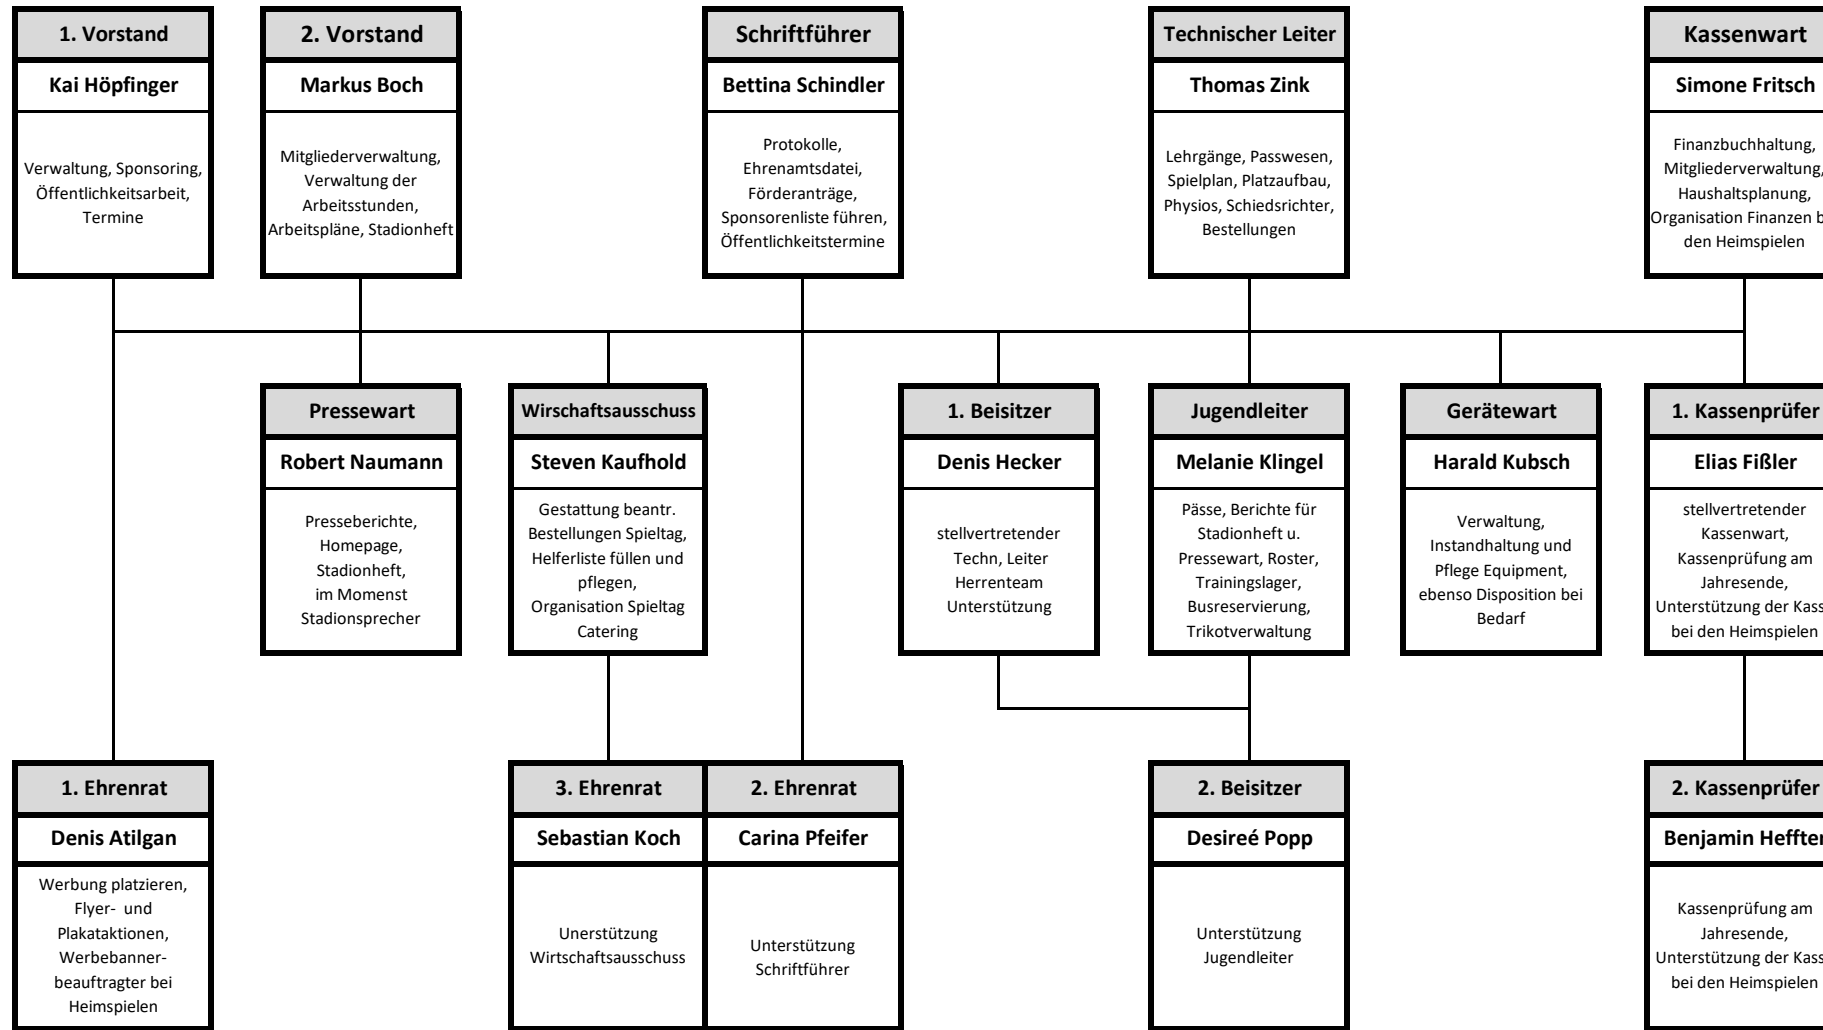 1. Vorstand
Kai Höpfinger
Verwaltung, Sponsoring,
Öffentlichkeitsarbeit,
Termine
2. Vorstand
Markus Boch
Mitgliederverwaltung,
Verwaltung der
Arbeitsstunden,
Arbeitspläne, Stadionheft
Schriftführer
Bettina Schindler
Protokolle,
Ehrenamtsdatei,
Förderanträge,
Sponsorenliste führen,
Öffentlichkeitstermine
Technischer Leiter
Thomas Zink
Lehrgänge, Passwesen,
Spielplan, Platzaufbau,
Physios, Schiedsrichter,
Bestellungen
Kassenwart
Simone Fritsch
Finanzbuchhaltung,
Mitgliederverwaltung,
Haushaltsplanung,
Organisation Finanzen b
den Heimspielen
Pressewart
Robert Naumann
Presseberichte,
Homepage,
Stadionheft,
im Momenst
Stadionsprecher
Wirschaftsausschuss
Steven Kaufhold
Gestattung beantr.
Bestellungen Spieltag,
Helferliste füllen und
pflegen,
Organisation Spieltag
Catering
1. Beisitzer
Denis Hecker
stellvertretender
Techn, Leiter
Herrenteam
Unterstützung
Jugendleiter
Melanie Klingel
Pässe, Berichte für
Stadionheft u.
Pressewart, Roster,
Trainingslager,
Busreservierung,
Trikotverwaltung
Gerätewart
Harald Kubsch
Verwaltung,
Instandhaltung und
Pflege Equipment,
ebenso Disposition bei
Bedarf
1. Kassenprüfer
Elias Fißler
stellvertretender
Kassenwart,
Kassenprüfung am
Jahresende,
Unterstützung der Kass
bei den Heimspielen
1. Ehrenrat
Denis Atilgan
Werbung platzieren,
Flyer- und
Plakataktionen,
Werbebanner-
beauftragter bei
Heimspielen
3. Ehrenrat
Sebastian Koch
Unerstützung
Wirtschaftsausschuss
2. Ehrenrat
Carina Pfeifer
Unterstützung
Schriftführer
2. Beisitzer
Desireé Popp
Unterstützung
Jugendleiter
2. Kassenprüfer
Benjamin Heffter
Kassenprüfung am
Jahresende,
Unterstützung der Kass
bei den Heimspielen